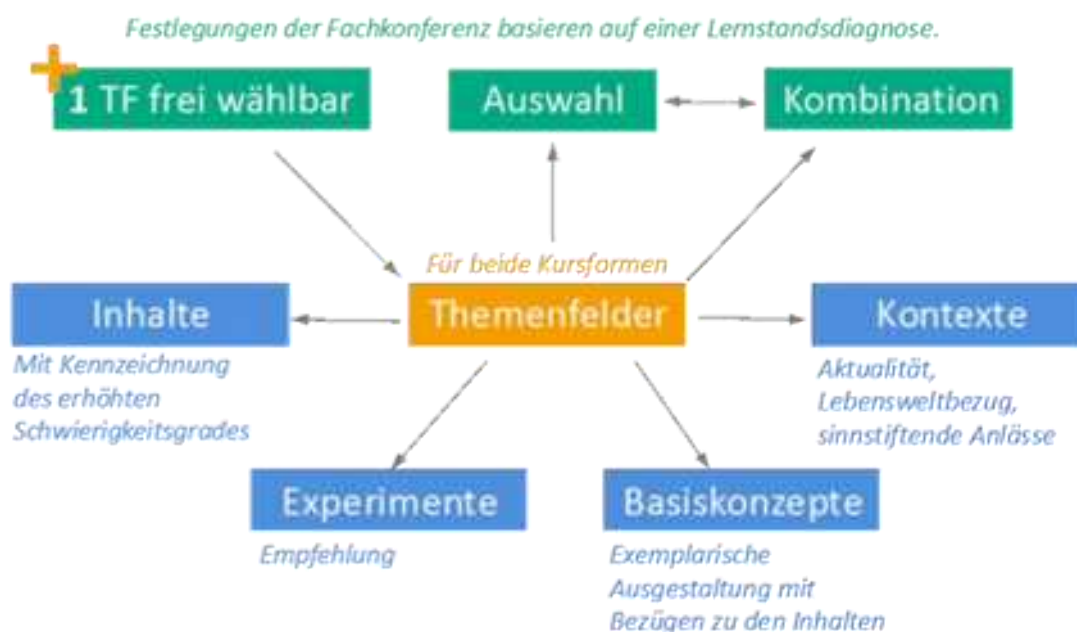 Festlegungen der Fachkonferenz basieren auf einer Lernstandsdiagnose.
1 TF frei wählbar
Auswahl
Kombination
Für beide Kursformen
Inhalte
Themenfelder
Kontexte
Mit Kennzeichnung
des erhöhten
Schwierigkeitsgrades
Aktualität,
Lebensweltbezug,
sinnstiftende Anlässe
Experimente
Basiskonzepte
Empfehlung
Exemplarische
Ausgestaltung mit
Bezügen zu den Inhalten